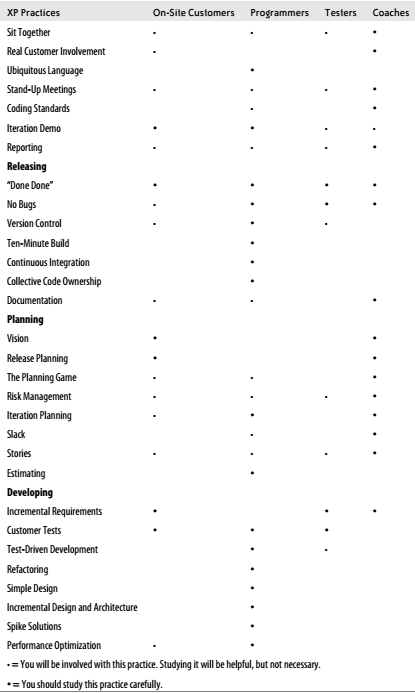 XP Practices On-Site Customers Programmers Testers Coaches
Sit Together · · · •
Real Customer Involvement · •
Ubiquitous Language •
Stand-Up Meetings · · · •
Coding Standards · •
Iteration Demo • • · ·
Reporting · · · •
Releasing
“Done Done” • • • •
No Bugs · • • •
Version Control · • ·
Ten-Minute Build •
Continuous Integration •
Collective Code Ownership •
Documentation · · •
Planning
Vision • •
Release Planning • •
The Planning Game · · •
Risk Management · · · •
Iteration Planning · • •
Slack · •
Stories · · · •
Estimating •
Developing
Incremental Requirements • • •
Customer Tests • • •
Test-Driven Development • ·
Refactoring •
Simple Design •
Incremental Design and Architecture •
Spike Solutions •
Performance Optimization · •
· = You will be involved with this practice. Studying it will be helpful, but not necessary.
• = You should study this practice carefully.